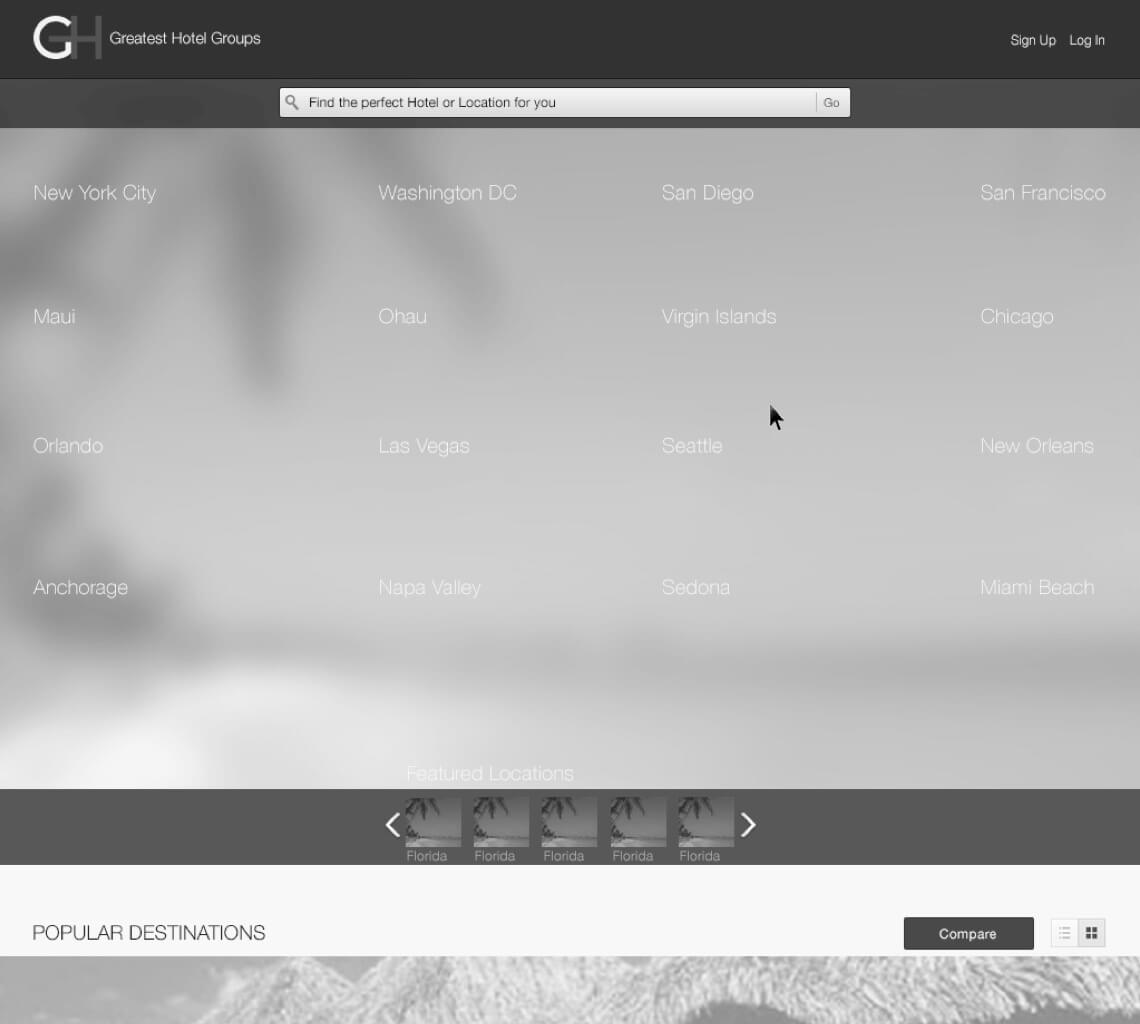 GH Greatest Hotel Groups
Sign Up Log In
Find the perfect Hotel or Location for you Go
New York City Washington DC San Diego San Francisco
Maui Ohau Virgin Islands Chicago
Orlando Las Vegas Seattle New Orleans
Anchorage Napa Valley Sedona Miami Beach
Featured Locations
Florida Florida Florida Florida Florida
POPULAR DESTINATIONS Compare